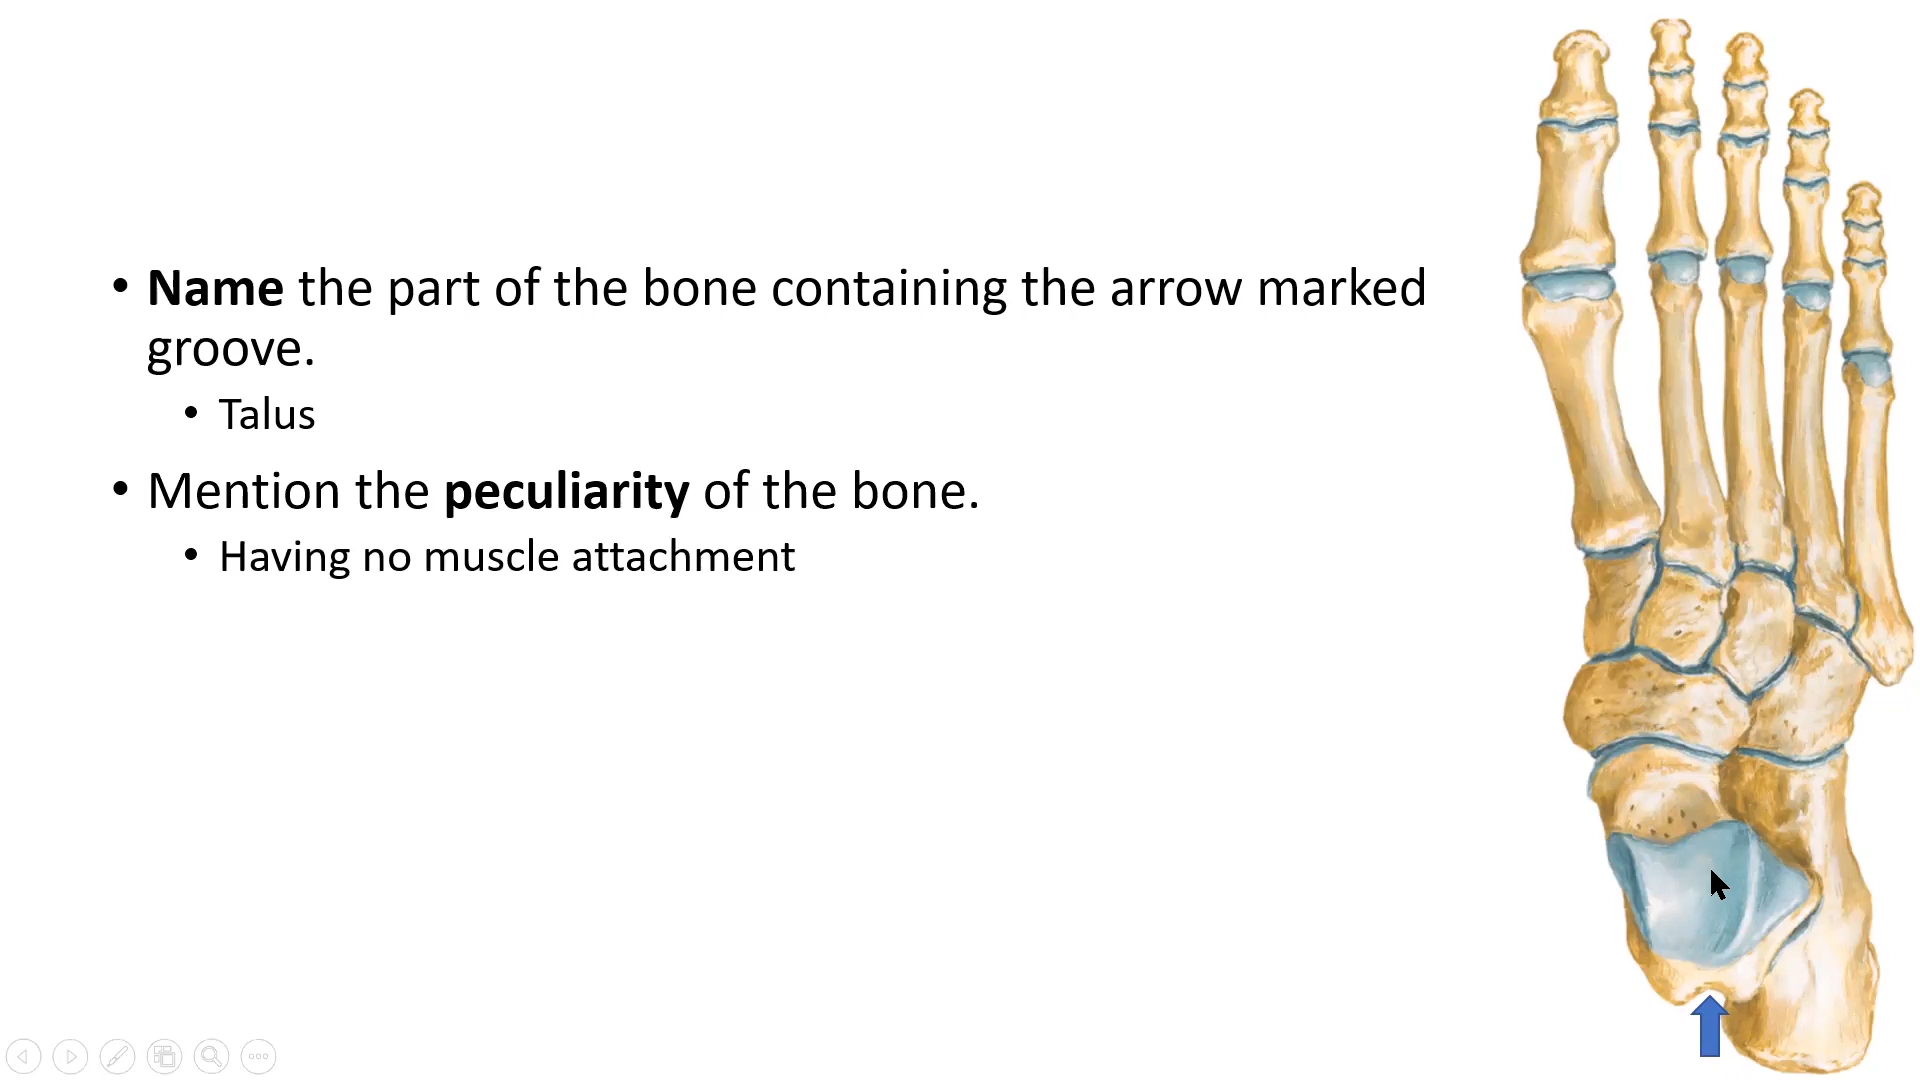 • Name the part of the bone containing the arrow marked
groove.
• Talus
• Mention the peculiarity of the bone.
• Having no muscle attachment